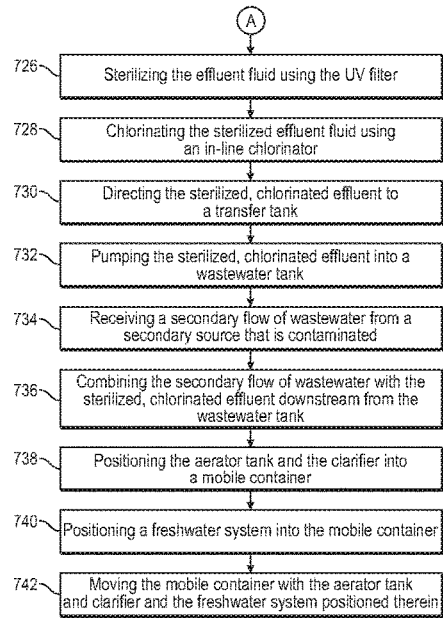 A
726
Sterilizing the effluent fluid using the UV filter
728
Chlorinating the sterilized effluent fluid using
an in-line chlorinator
730
Directing the sterilized, chlorinated effluent to
a transfer tank
732
Pumping the sterilized, chlorinated effluent into a
wastewater tank
734
Receiving a secondary flow of wastewater from a
secondary source that is contaminated
736
Combining the secondary flow of wastewater with the
sterilized, chlorinated effluent downstream from the
wastewater tank
738
Positioning the aerator tank and the clarifier into
a mobile container
740
Positioning a freshwater system into the mobile container
742
Moving the mobile container with the aerator tank
and clarifier and the freshwater system positioned therein